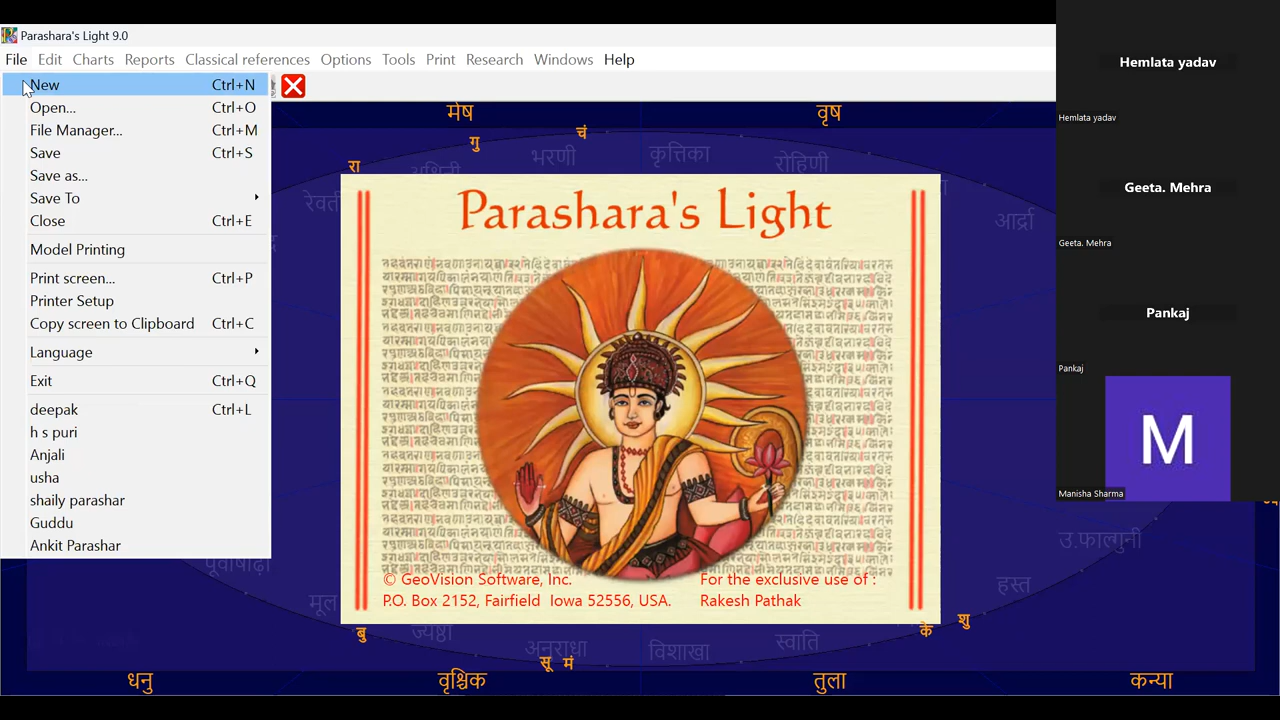 Parashara's Light 9.0
File Edit Charts Reports Classical references Options Tools Print Research Windows Help
New Ctrl+N
Open... Ctrl+O
File Manager... Ctrl+M
Save Ctrl+S
Save as...
Save To
Close Ctrl+E
Model Printing
Print screen... Ctrl+P
Printer Setup
Copy screen to Clipboard Ctrl+C
Language
Exit Ctrl+Q
deepak Ctrl+L
h s puri
Anjali
usha
shaily parashar
Guddu
Ankit Parashar
मेष वृष
गु चं
भरणी कृत्तिका रोहिणी
रा
आर्द्रा
Parashara's Light
© GeoVision Software, Inc.
P.O. Box 2152, Fairfield Iowa 52556, USA.
For the exclusive use of :
Rakesh Pathak
उ.फाल्गुनी
पूर्वाषाढ़ा
हस्त
मूल
ज्येष्ठा
अनुराधा
विशाखा
स्वाति
बु
के शु
सू मं
धनु वृश्चिक तुला कन्या
Hemlata yadav
Hemlata yadav
Geeta. Mehra
Geeta. Mehra
Pankaj
Pankaj
M
Manisha Sharma